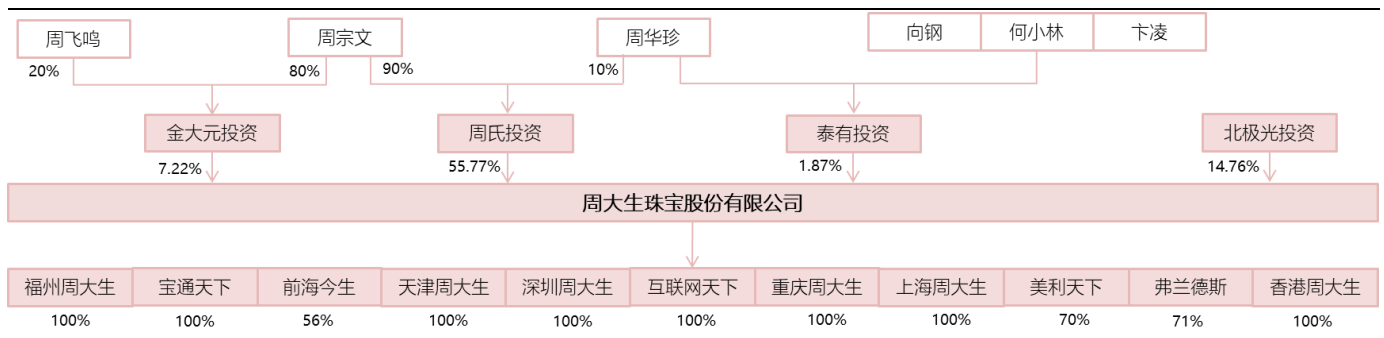 周飞鸣 周宗文 周华珍 向钢 何小林 卞凌
20% 80% 90% 10%
金大元投资 周氏投资 泰有投资 北极光投资
7.22% 55.77% 1.87% 14.76%
周大生珠宝股份有限公司
福州周大生 宝通天下 前海今生 天津周大生 深圳周大生 互联网天下 重庆周大生 上海周大生 美利天下 弗兰德斯 香港周大生
100% 100% 56% 100% 100% 100% 100% 100% 70% 71% 100%